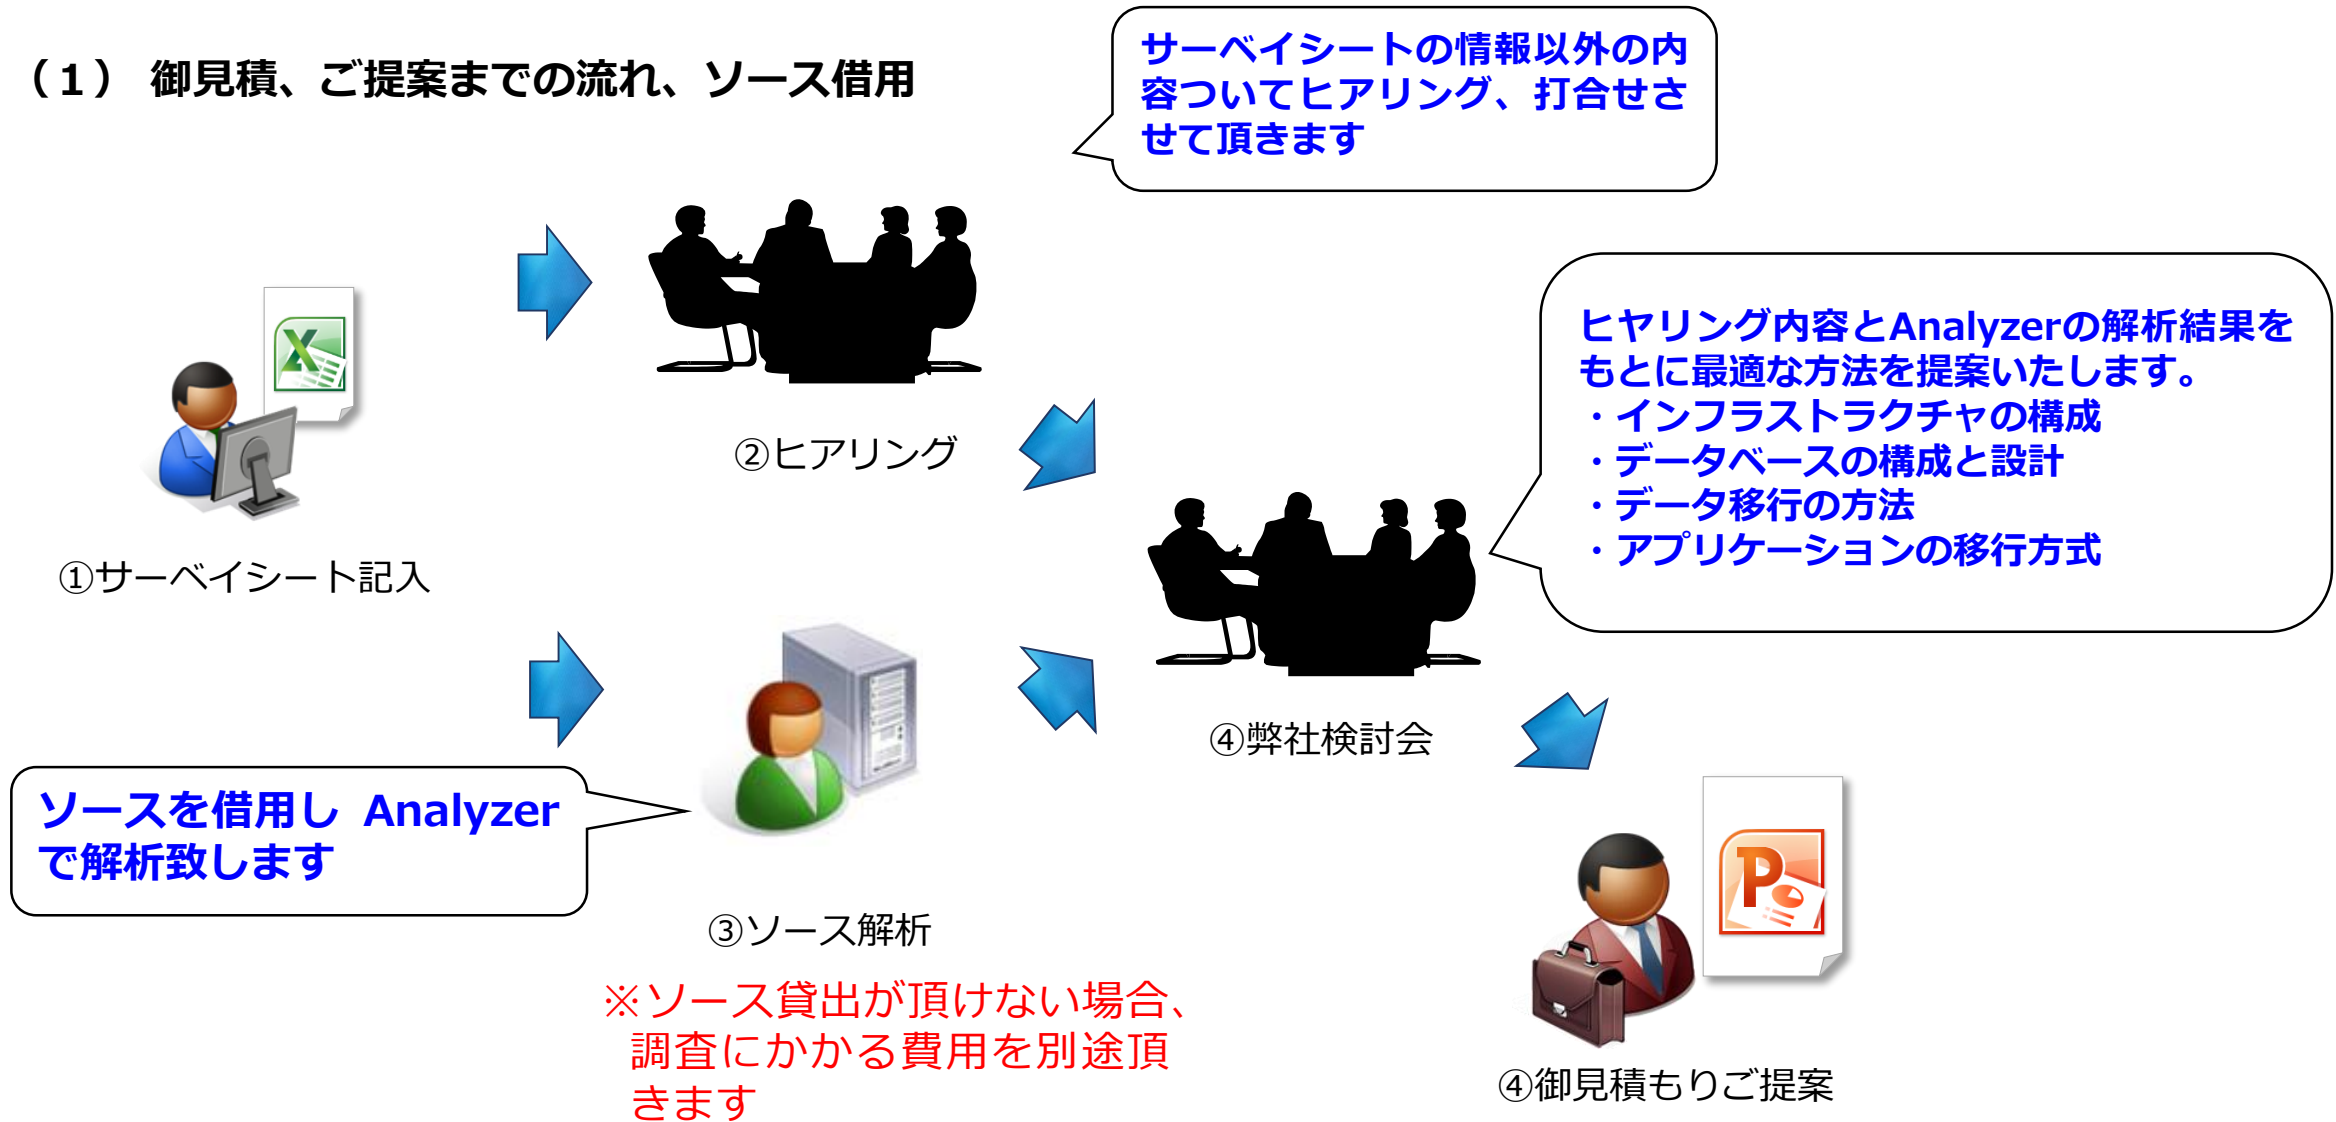 （１） 御見積、ご提案までの流れ、ソース借用
サーベイシートの情報以外の内
容ついてヒアリング、打合せさ
せて頂きます
①サーベイシート記入
②ヒアリング
ヒヤリング内容とAnalyzerの解析結果を
もとに最適な方法を提案いたします。
・インフラストラクチャの構成
・データベースの構成と設計
・データ移行の方法
・アプリケーションの移行方式
ソースを借用し Analyzer
で解析致します
③ソース解析
※ソース貸出が頂けない場合、
調査にかかる費用を別途頂
きます
④弊社検討会
④御見積もりご提案